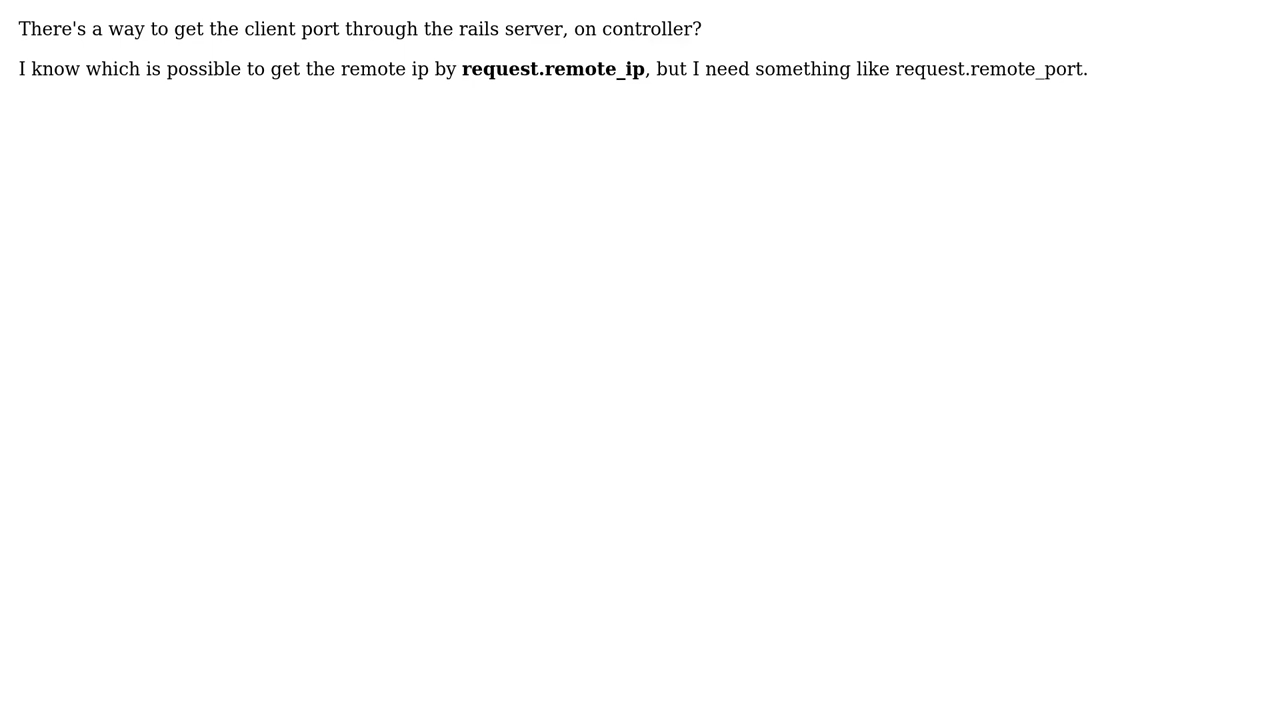 There's a way to get the client port through the rails server, on controller?
I know which is possible to get the remote ip by request.remote_ip, but I need something like request.remote_port.